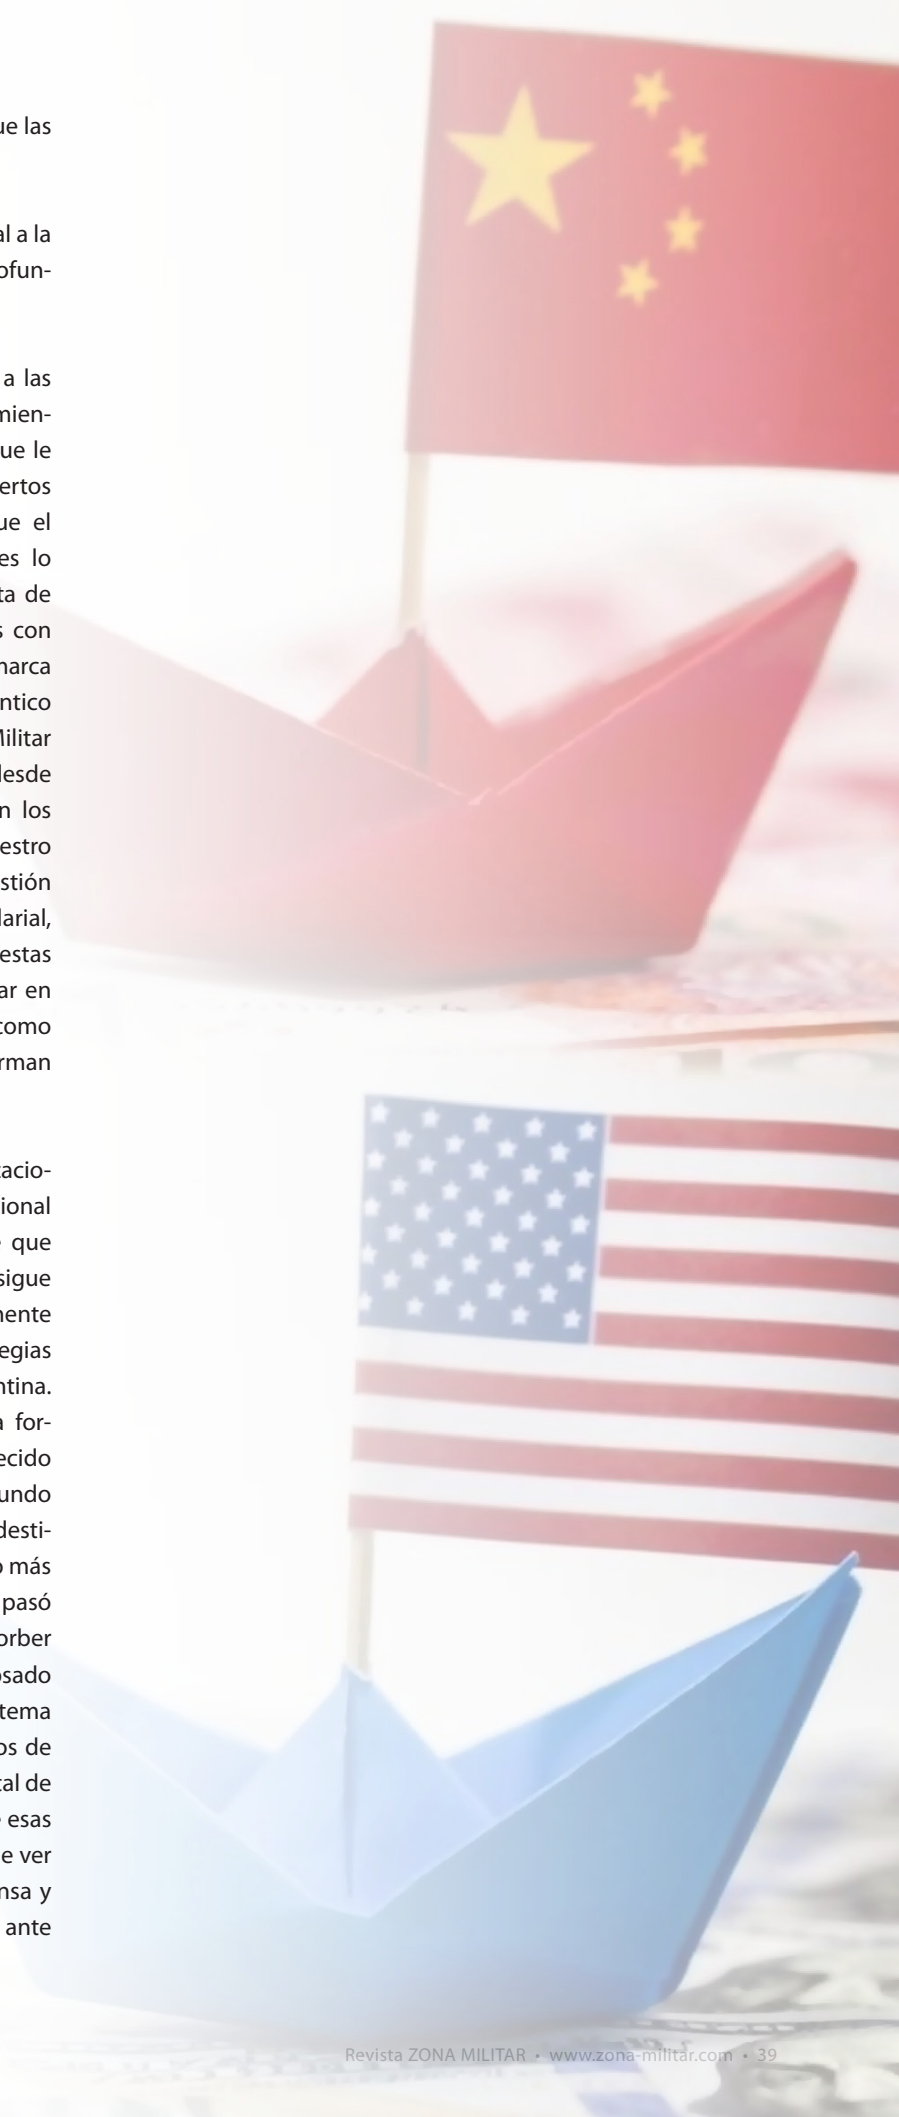 ue las
al a la
ofun-
a las
mien-
ue le
ertos
ue el
es lo
ta de
s con
marca
ntico
Militar
desde
n los
estro
stión
larial,
estas
ar en
como
rman
tacio-
ional
que
sigue
mente
egias
ntina.
a for-
ecido
undo
desti-
o más
pasó
orber
osado
tema
os de
tal de
esas
e ver
nsa y
ante
Revista ZONA MILITAR • www.zona-militar.com • 39